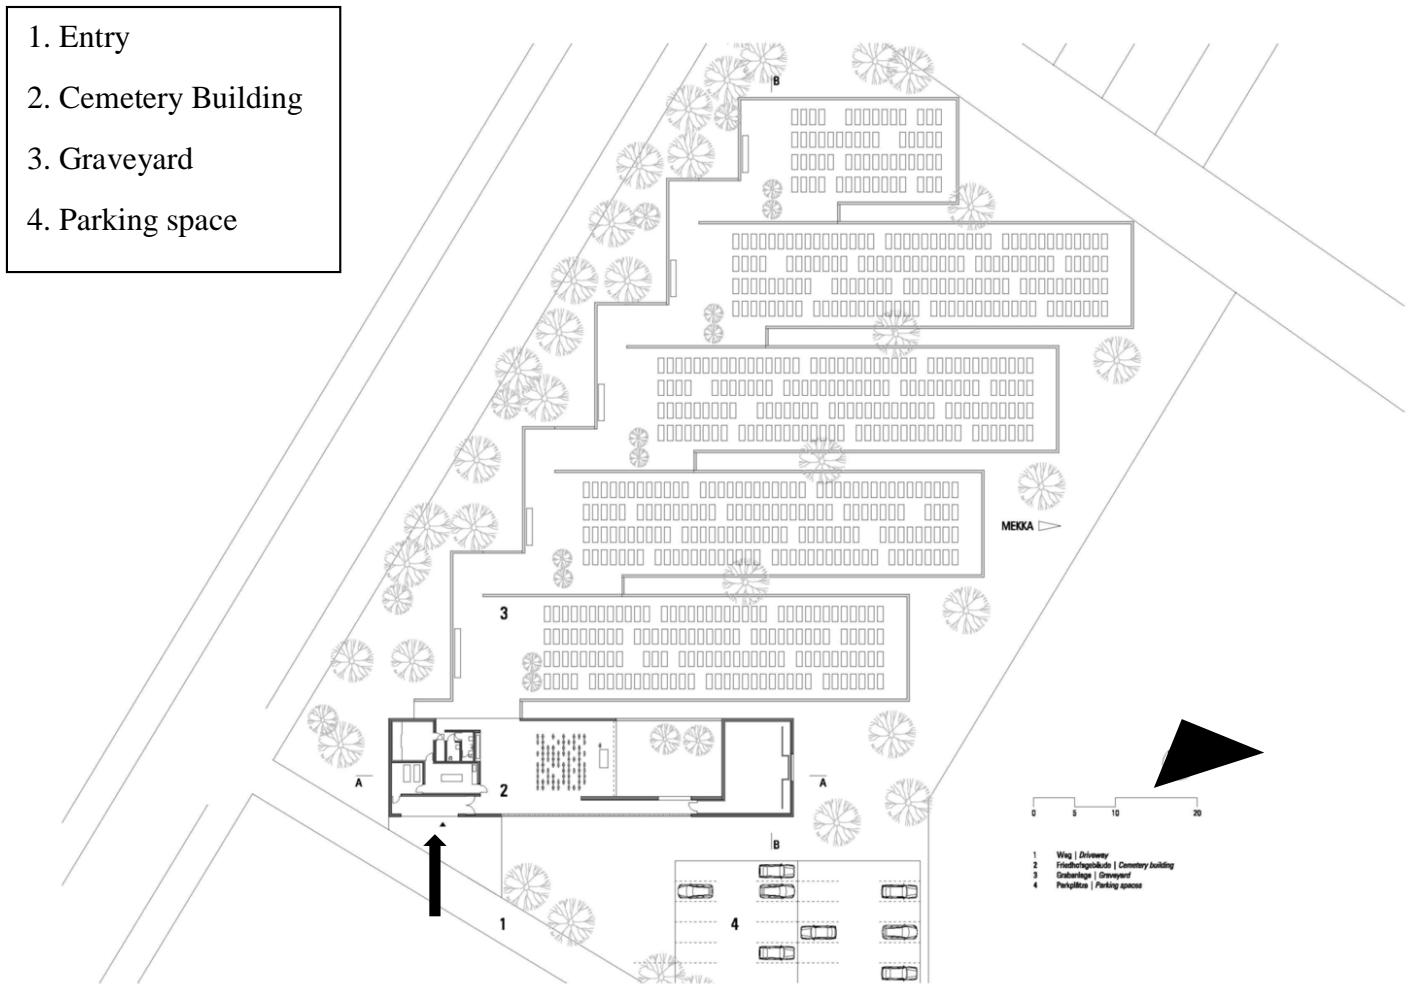 1. Entry
2. Cemetery Building
3. Graveyard
4. Parking space
B
MEKKA
3
A
2
A
B
1
4
0 5 10 20
1 Weg | Driveway
2 Friedhofsgebäude | Cemetery building
3 Grabanlage | Graveyard
4 Parkplätze | Parking spaces